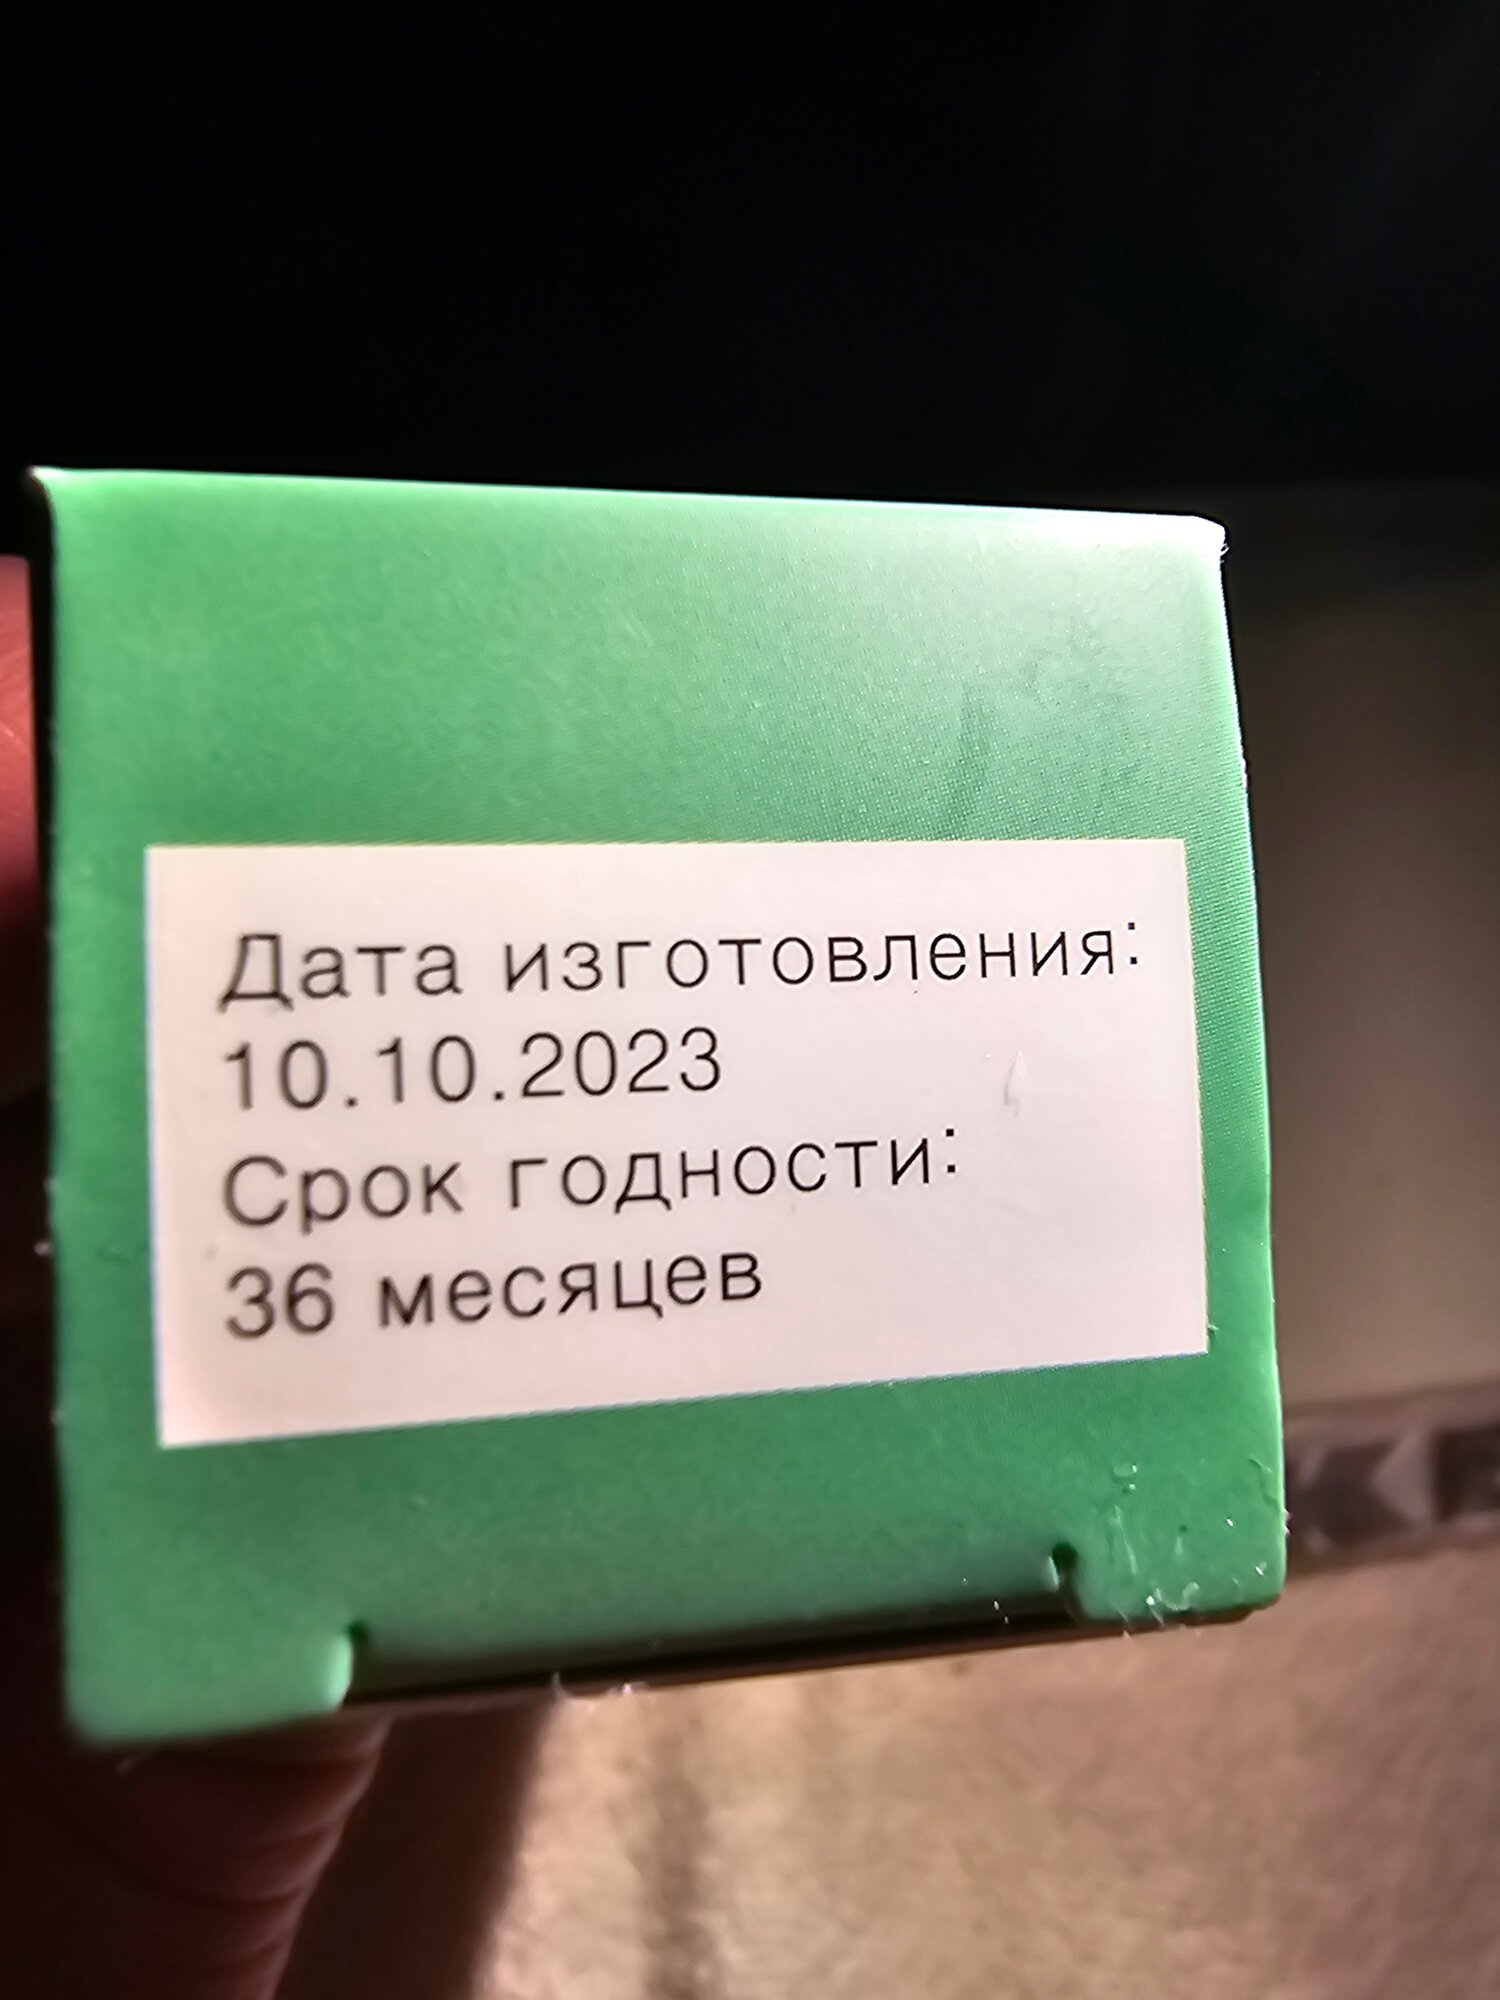 Дата изготовления:
10.10.2023
Срок годности:
36 месяцев